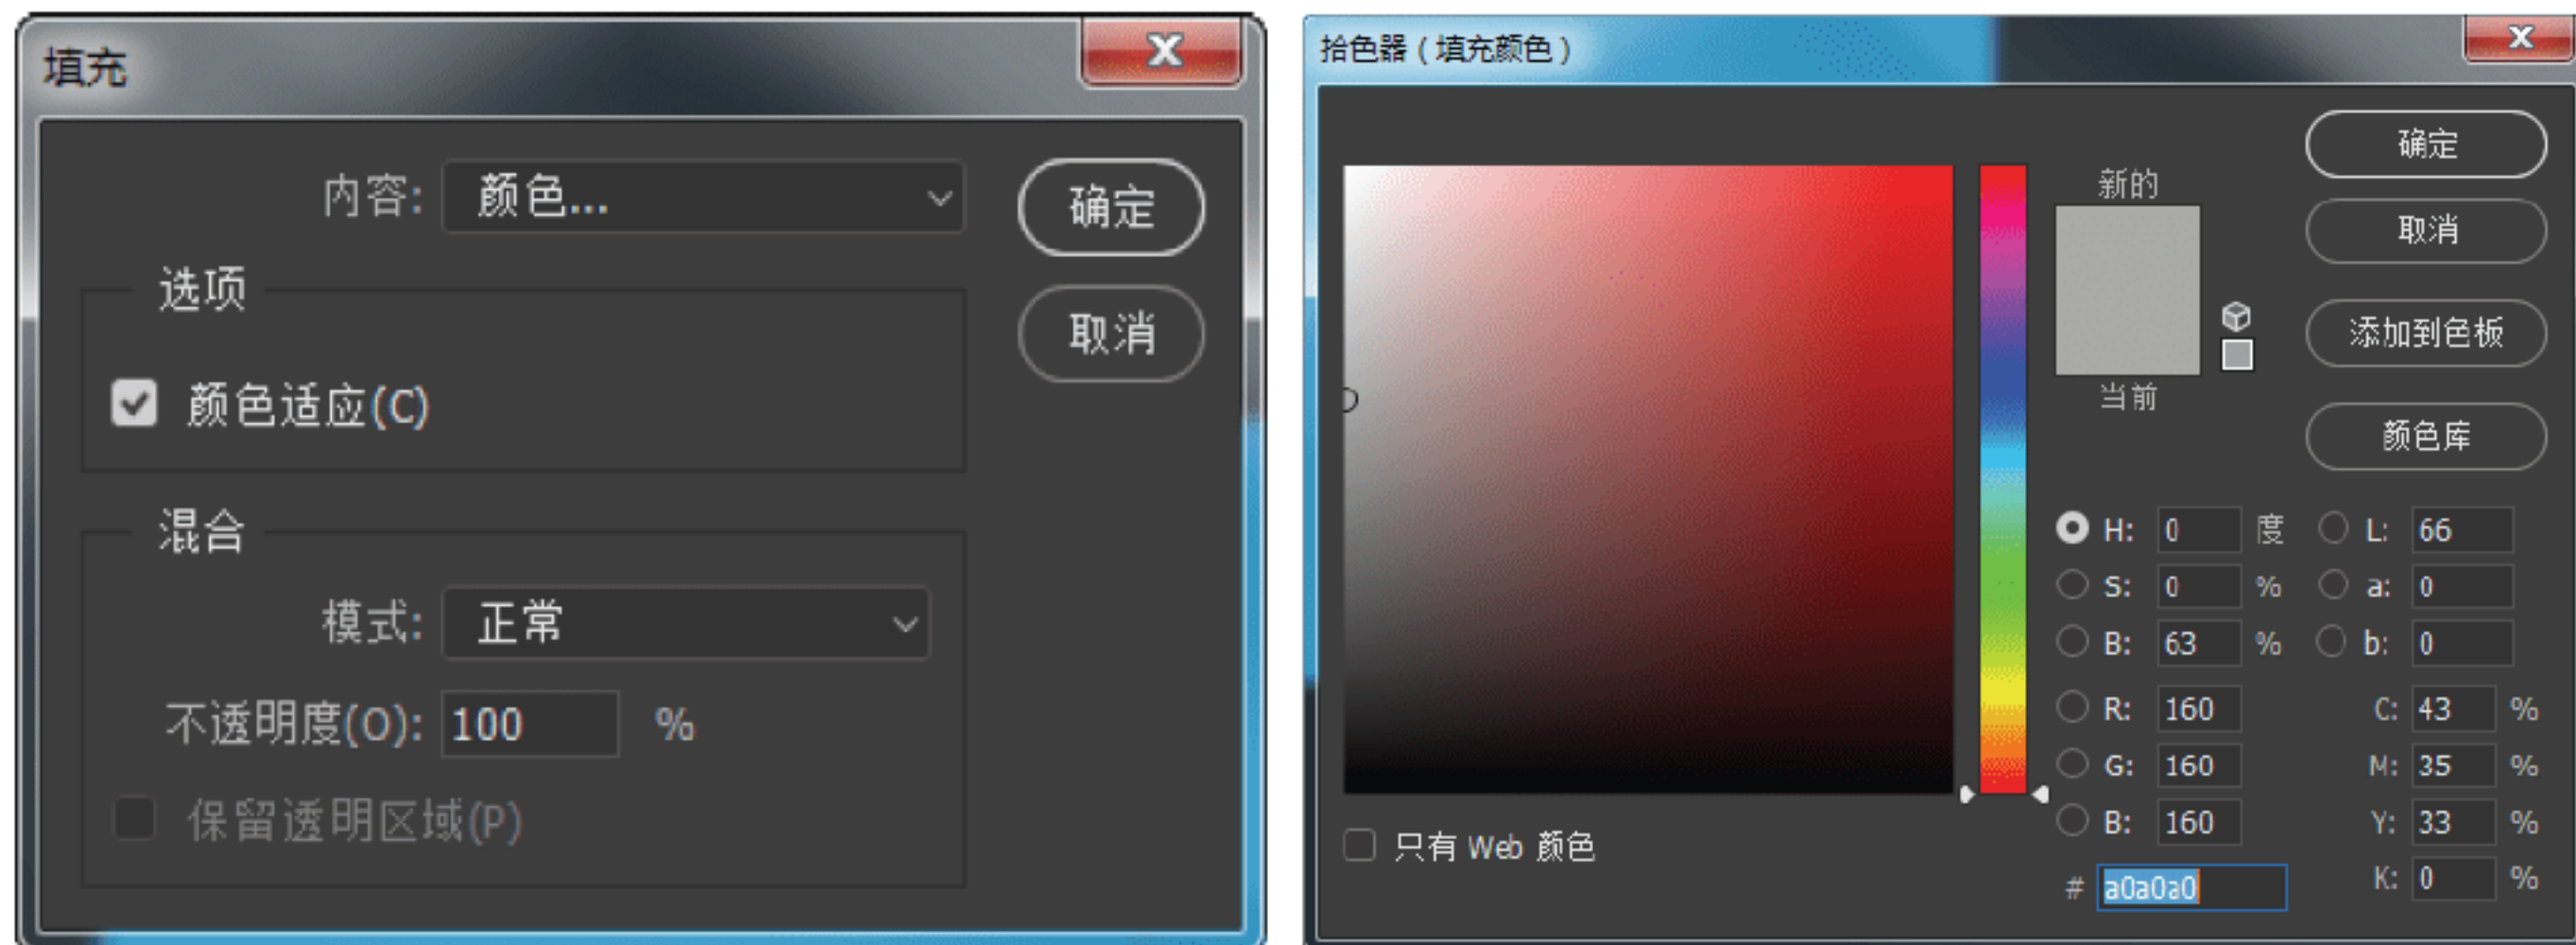 填充
内容: 颜色...
确定
选项
取消
颜色适应(C)
混合
模式: 正常
不透明度(O): 100 %
保留透明区域(P)
拾色器（填充颜色）
确定
新的
取消
添加到色板
当前
颜色库
H: 0 度 L: 66
S: 0 % a: 0
B: 63 % b: 0
R: 160 C: 43 %
G: 160 M: 35 %
B: 160 Y: 33 %
只有 Web 颜色
# a0a0a0 K: 0 %